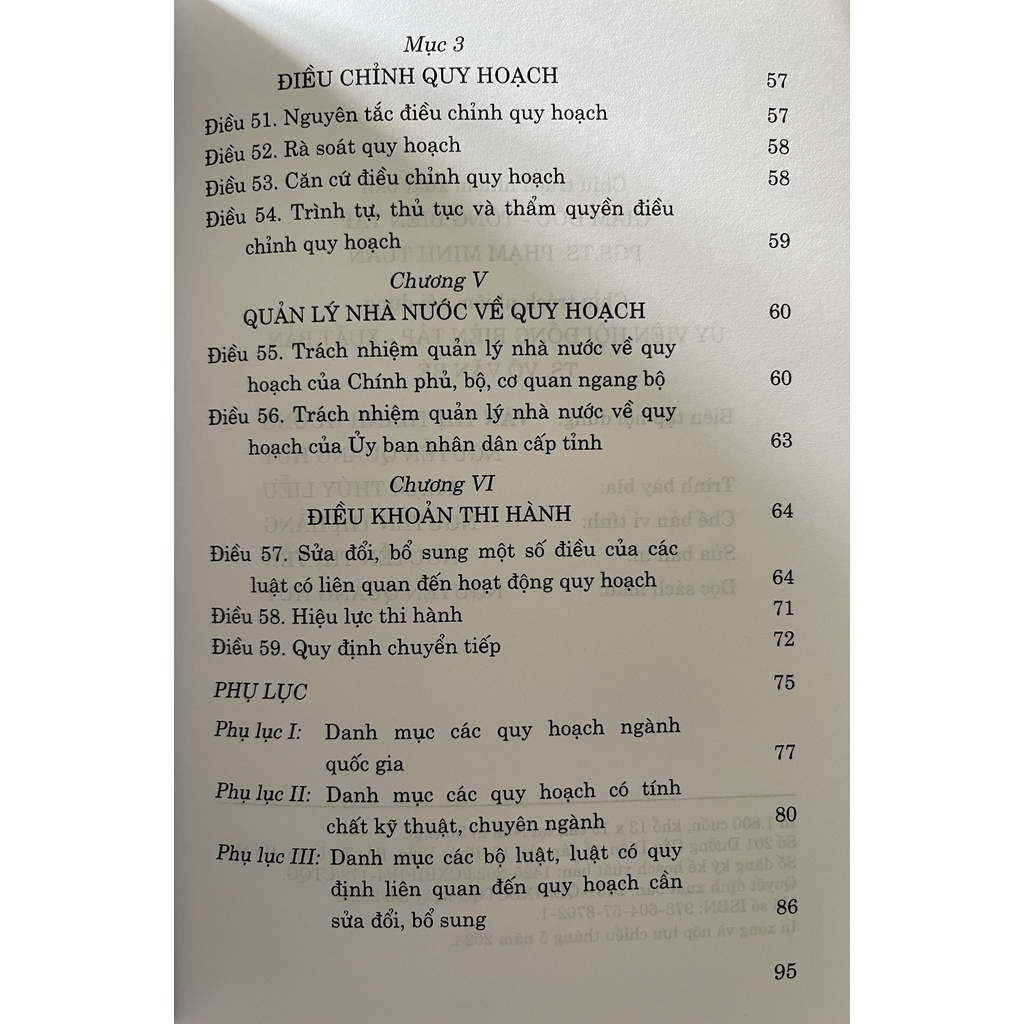 Mục 3
ĐIỀU CHỈNH QUY HOẠCH 57
Điều 51. Nguyên tắc điều chỉnh quy hoạch 57
Điều 52. Rà soát quy hoạch 58
Điều 53. Căn cứ điều chỉnh quy hoạch 58
Điều 54. Trình tự, thủ tục và thẩm quyền điều
chỉnh quy hoạch 59
Chương V
QUẢN LÝ NHÀ NƯỚC VỀ QUY HOẠCH 60
Điều 55. Trách nhiệm quản lý nhà nước về quy
hoạch của Chính phủ, bộ, cơ quan ngang bộ 60
Điều 56. Trách nhiệm quản lý nhà nước về quy
hoạch của Ủy ban nhân dân cấp tỉnh 63
Chương VI
ĐIỀU KHOẢN THI HÀNH 64
Điều 57. Sửa đổi, bổ sung một số điều của các
luật có liên quan đến hoạt động quy hoạch 64
Điều 58. Hiệu lực thi hành 71
Điều 59. Quy định chuyển tiếp 72
PHỤ LỤC 75
Phụ lục I: Danh mục các quy hoạch ngành
quốc gia 77
Phụ lục II: Danh mục các quy hoạch có tính
chất kỹ thuật, chuyên ngành 80
Phụ lục III: Danh mục các bộ luật, luật có quy
định liên quan đến quy hoạch cần
sửa đổi, bổ sung 86
95